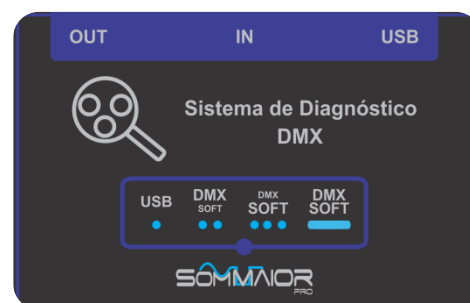 OUT IN USB
Sistema de Diagnóstico
DMX
USB DMX SOFT DMX SOFT DMX SOFT
SOMMAIOR
PRO